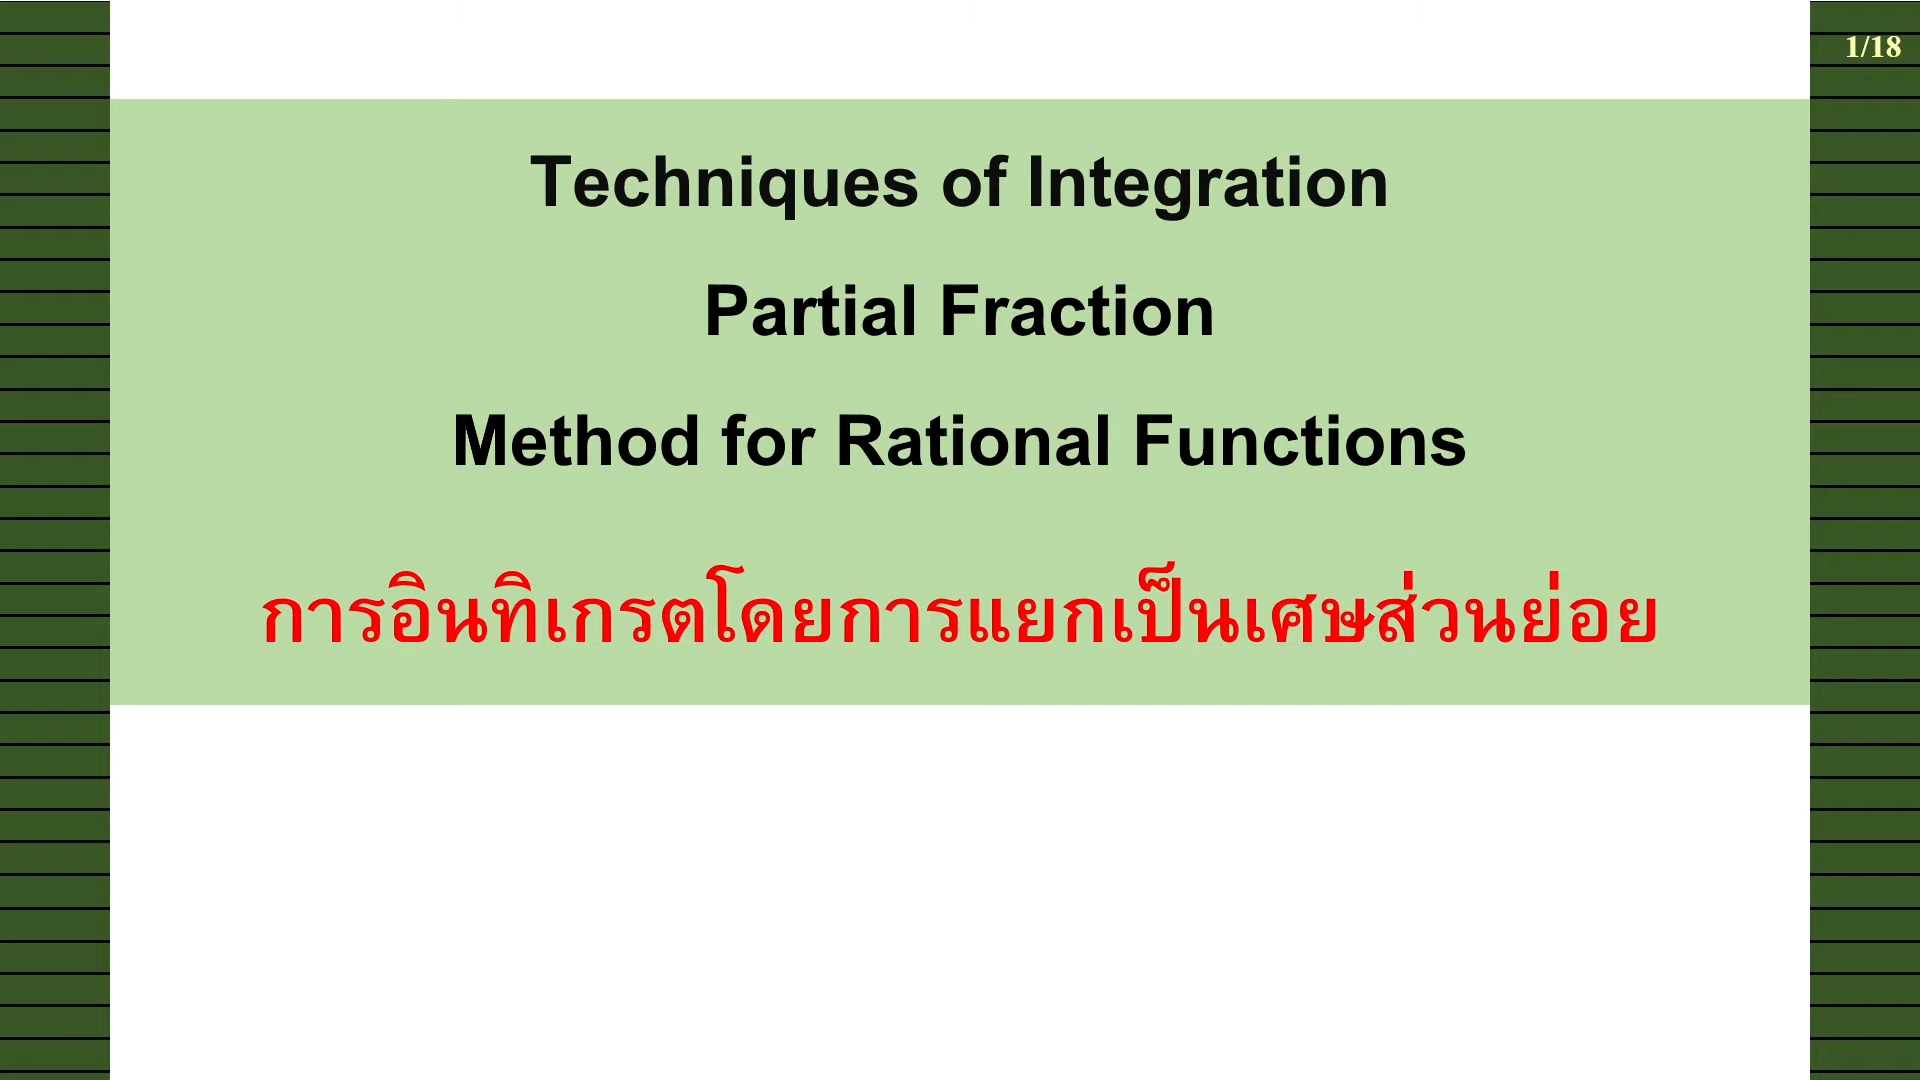 1/18
Techniques of Integration
Partial Fraction
Method for Rational Functions
การอินทิเกรตโดยการแยกเป็นเศษส่วนย่อย